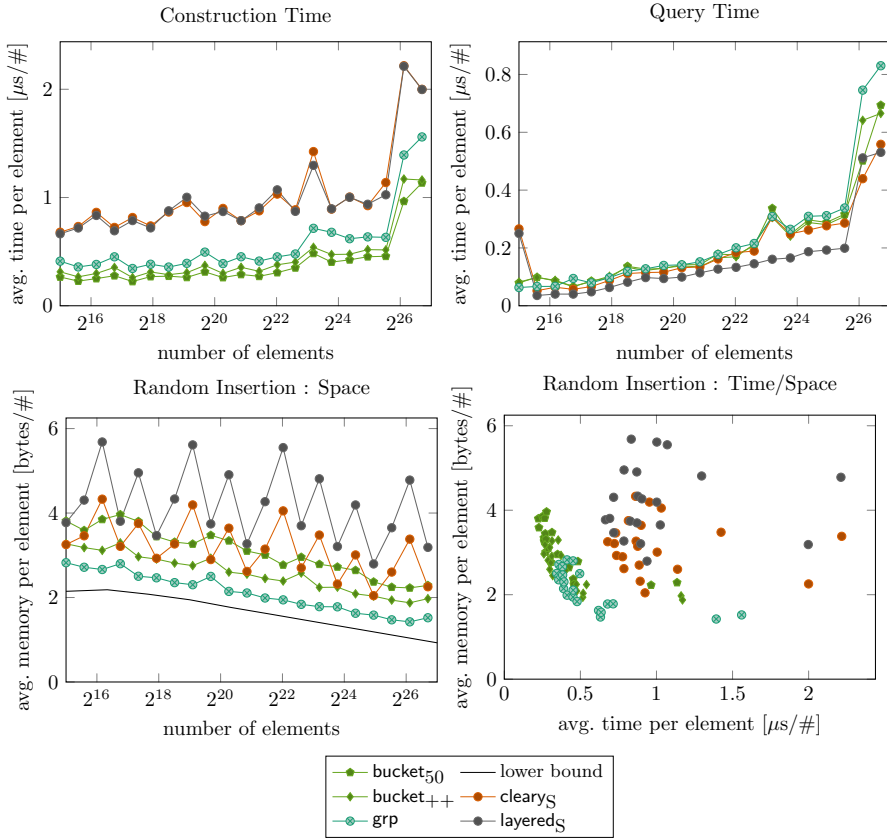 Construction Time
Query Time
avg. time per element [μs/#]
2
1
0
2^16 2^18 2^20 2^22 2^24 2^26
number of elements
avg. time per element [μs/#]
0.8
0.6
0.4
0.2
0
2^16 2^18 2^20 2^22 2^24 2^26
number of elements
Random Insertion : Space
Random Insertion : Time/Space
avg. memory per element [bytes/#]
6
4
2
0
2^16 2^18 2^20 2^22 2^24 2^26
number of elements
avg. memory per element [bytes/#]
6
4
2
0
0 0.5 1 1.5 2
avg. time per element [μs/#]
bucket_50 lower bound
bucket_++ cleary_S
grp layered_S